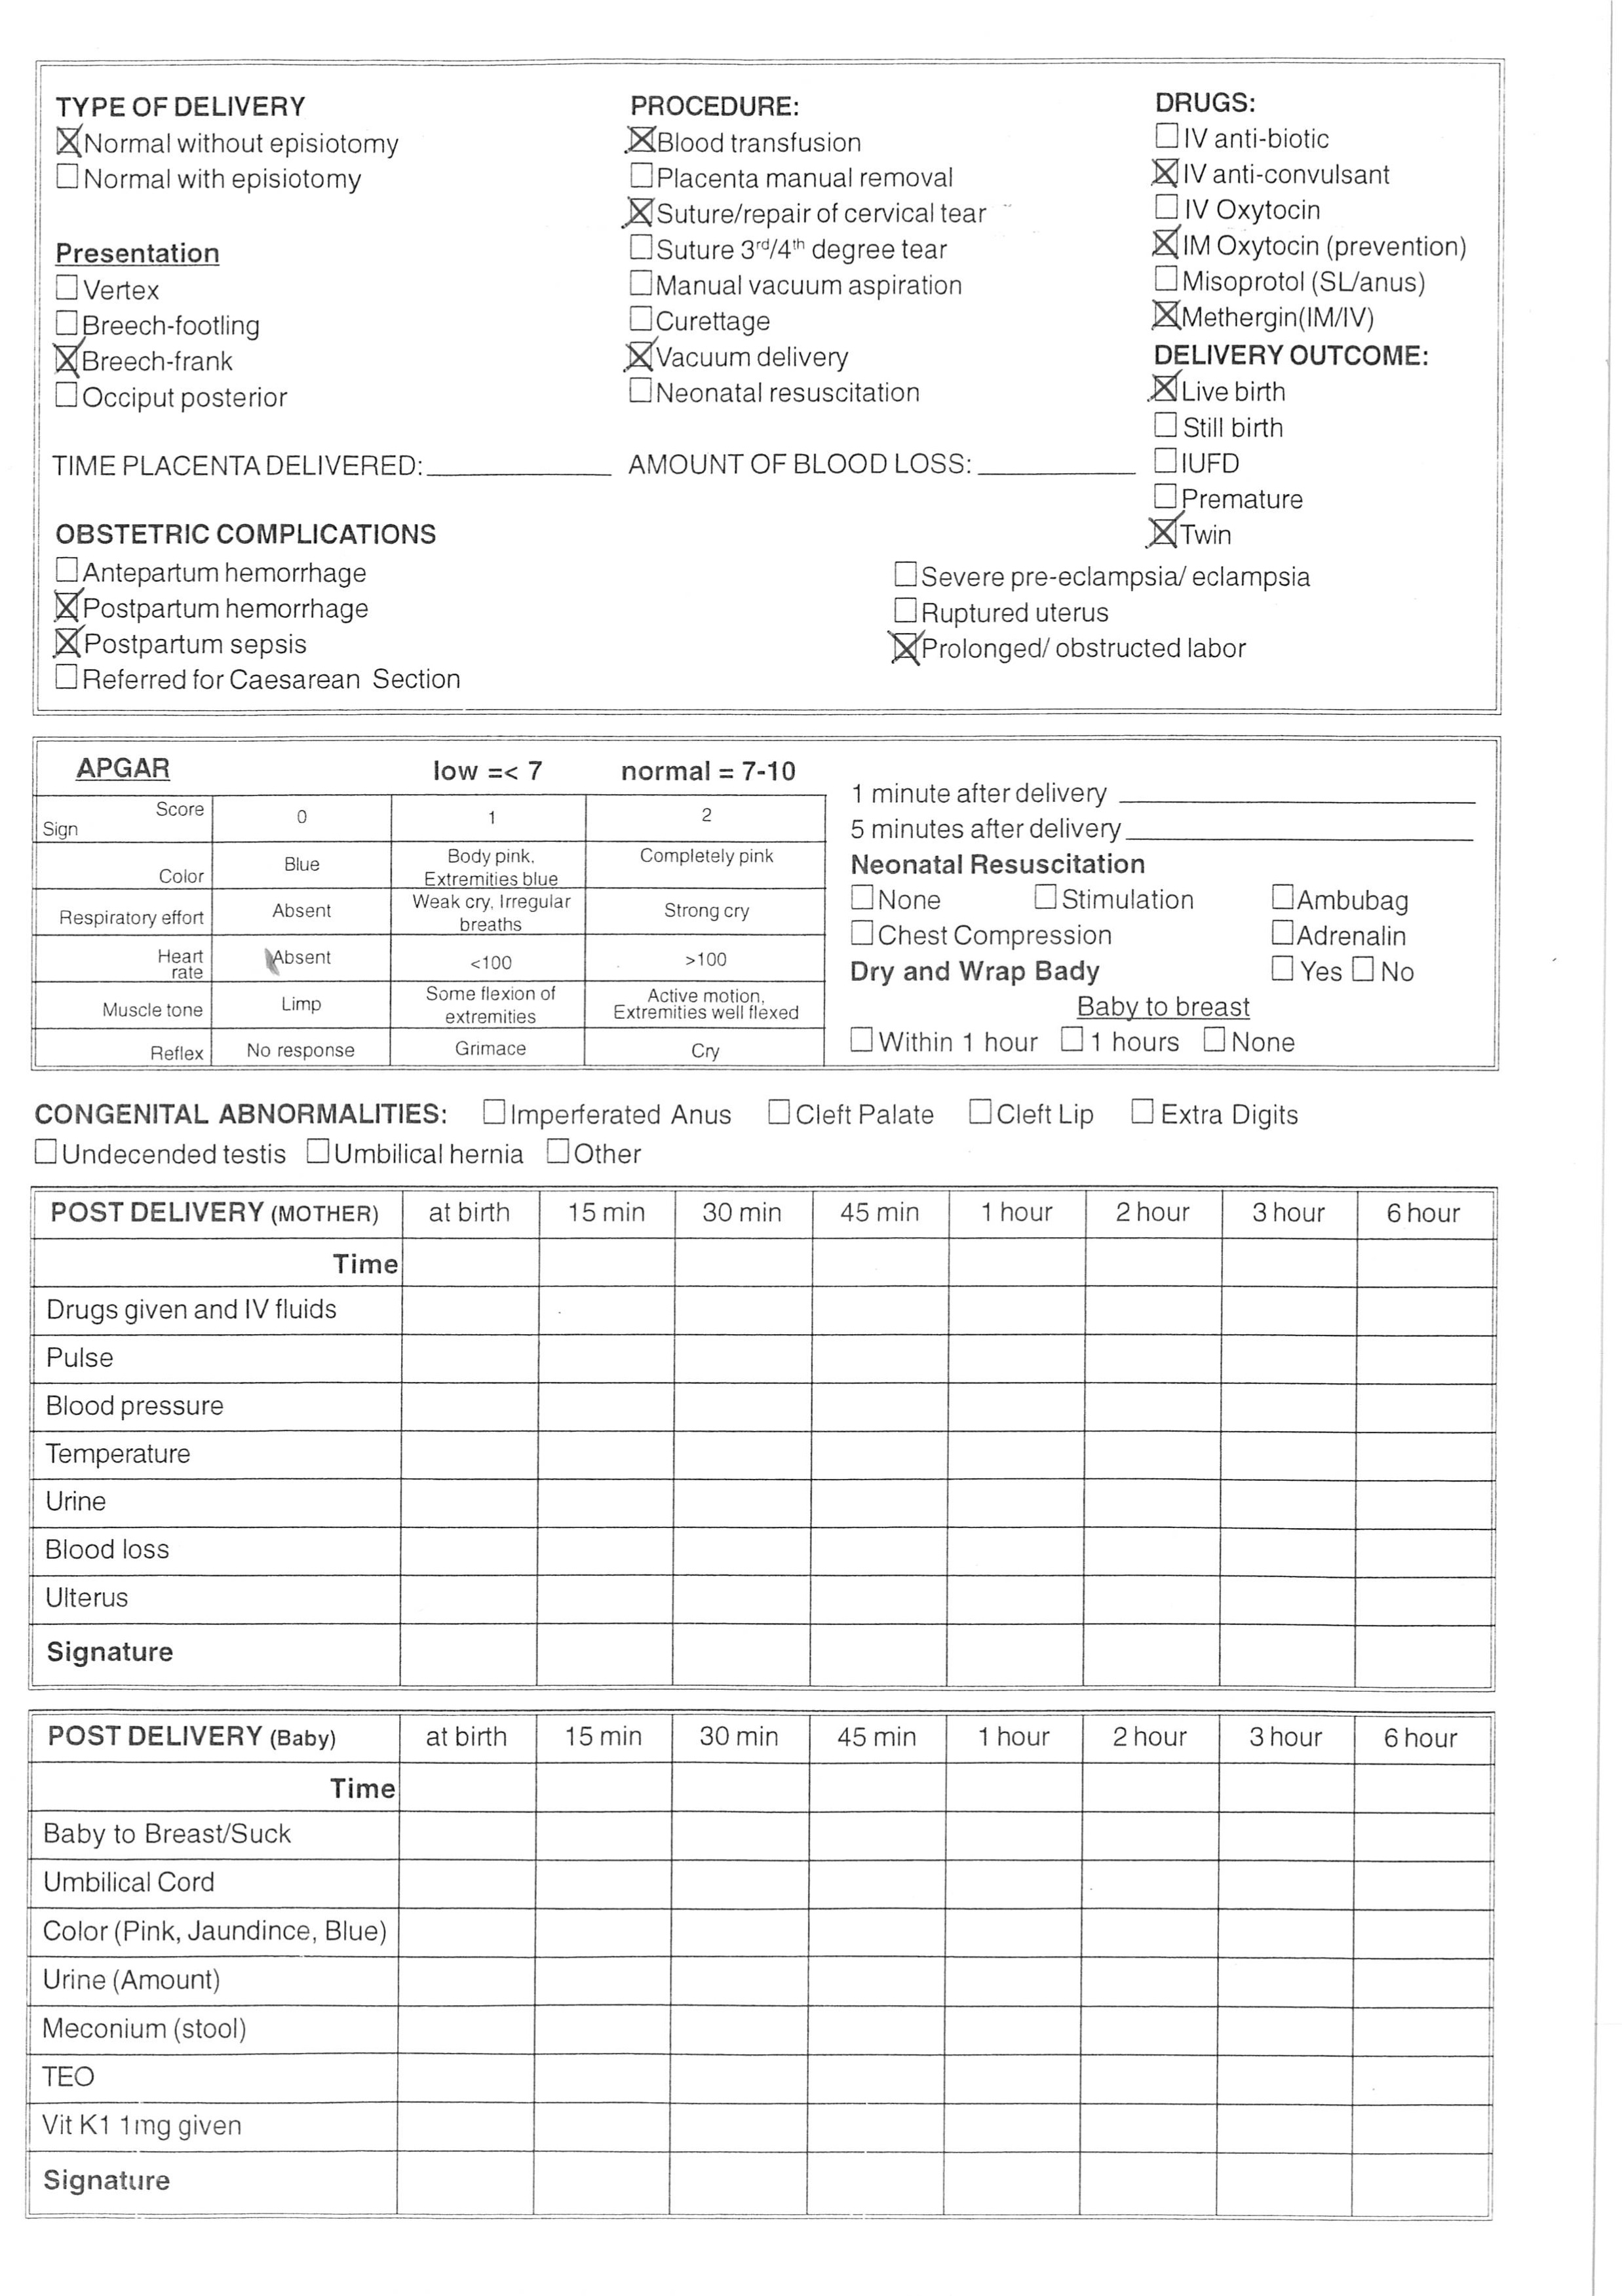 TYPE OF DELIVERY
☒Normal without episiotomy
☐Normal with episiotomy
Presentation
☐Vertex
☐Breech-footling
☒Breech-frank
☐Occiput posterior
PROCEDURE:
☒Blood transfusion
☐Placenta manual removal
☒Suture/repair of cervical tear
☐Suture 3rd/4th degree tear
☐Manual vacuum aspiration
☐Curettage
☒Vacuum delivery
☐Neonatal resuscitation
DRUGS:
☐IV anti-biotic
☒IV anti-convulsant
☐IV Oxytocin
☒IM Oxytocin (prevention)
☐Misoprotol (SL/anus)
☒Methergin(IM/IV)
DELIVERY OUTCOME:
☒Live birth
☐Still birth
☐IUFD
☐Premature
☒Twin
TIME PLACENTA DELIVERED:____________ AMOUNT OF BLOOD LOSS:____________
OBSTETRIC COMPLICATIONS
☐Antepartum hemorrhage
☒Postpartum hemorrhage
☒Postpartum sepsis
☐Referred for Caesarean Section
☐Severe pre-eclampsia/ eclampsia
☐Ruptured uterus
☒Prolonged/ obstructed labor
APGAR low =< 7 normal = 7-10
Score
Sign 0 1 2
Color Blue Body pink, Completely pink
Extremities blue
Respiratory effort Absent Weak cry, Irregular Strong cry
breaths
Heart Absent <100 >100
rate
Muscle tone Limp Some flexion of Active motion,
extremities Extremities well flexed
Reflex No response Grimace Cry
1 minute after delivery ____________
5 minutes after delivery____________
Neonatal Resuscitation
☐None ☐Stimulation ☐Ambubag
☐Chest Compression ☐Adrenalin
Dry and Wrap Bady ☐ Yes ☐ No
Baby to breast
☐Within 1 hour ☐1 hours ☐None
CONGENITAL ABNORMALITIES: ☐Imperferated Anus ☐Cleft Palate ☐Cleft Lip ☐Extra Digits
☐Undecended testis ☐Umbilical hernia ☐Other
POST DELIVERY (MOTHER) at birth 15 min 30 min 45 min 1 hour 2 hour 3 hour 6 hour
Time
Drugs given and IV fluids
Pulse
Blood pressure
Temperature
Urine
Blood loss
Ulterus
Signature
POST DELIVERY (Baby) at birth 15 min 30 min 45 min 1 hour 2 hour 3 hour 6 hour
Time
Baby to Breast/Suck
Umbilical Cord
Color (Pink, Jaundince, Blue)
Urine (Amount)
Meconium (stool)
TEO
Vit K1 1mg given
Signature